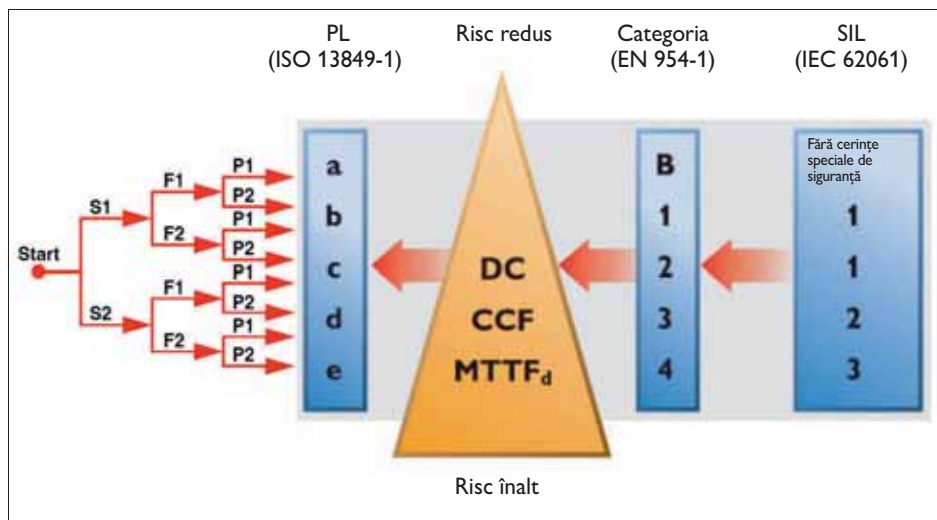 PL
(ISO 13849-1)
Risc redus
Categoria
(EN 954-1)
SIL
(IEC 62061)
Start
S1
S2
F1
F2
F1
F2
P1
P2
P1
P2
P1
P2
P1
P2
a
b
c
d
e
DC
CCF
MTTFd
B
1
2
3
4
Fără cerințe
speciale de
siguranță
1
1
2
3
Risc înalt